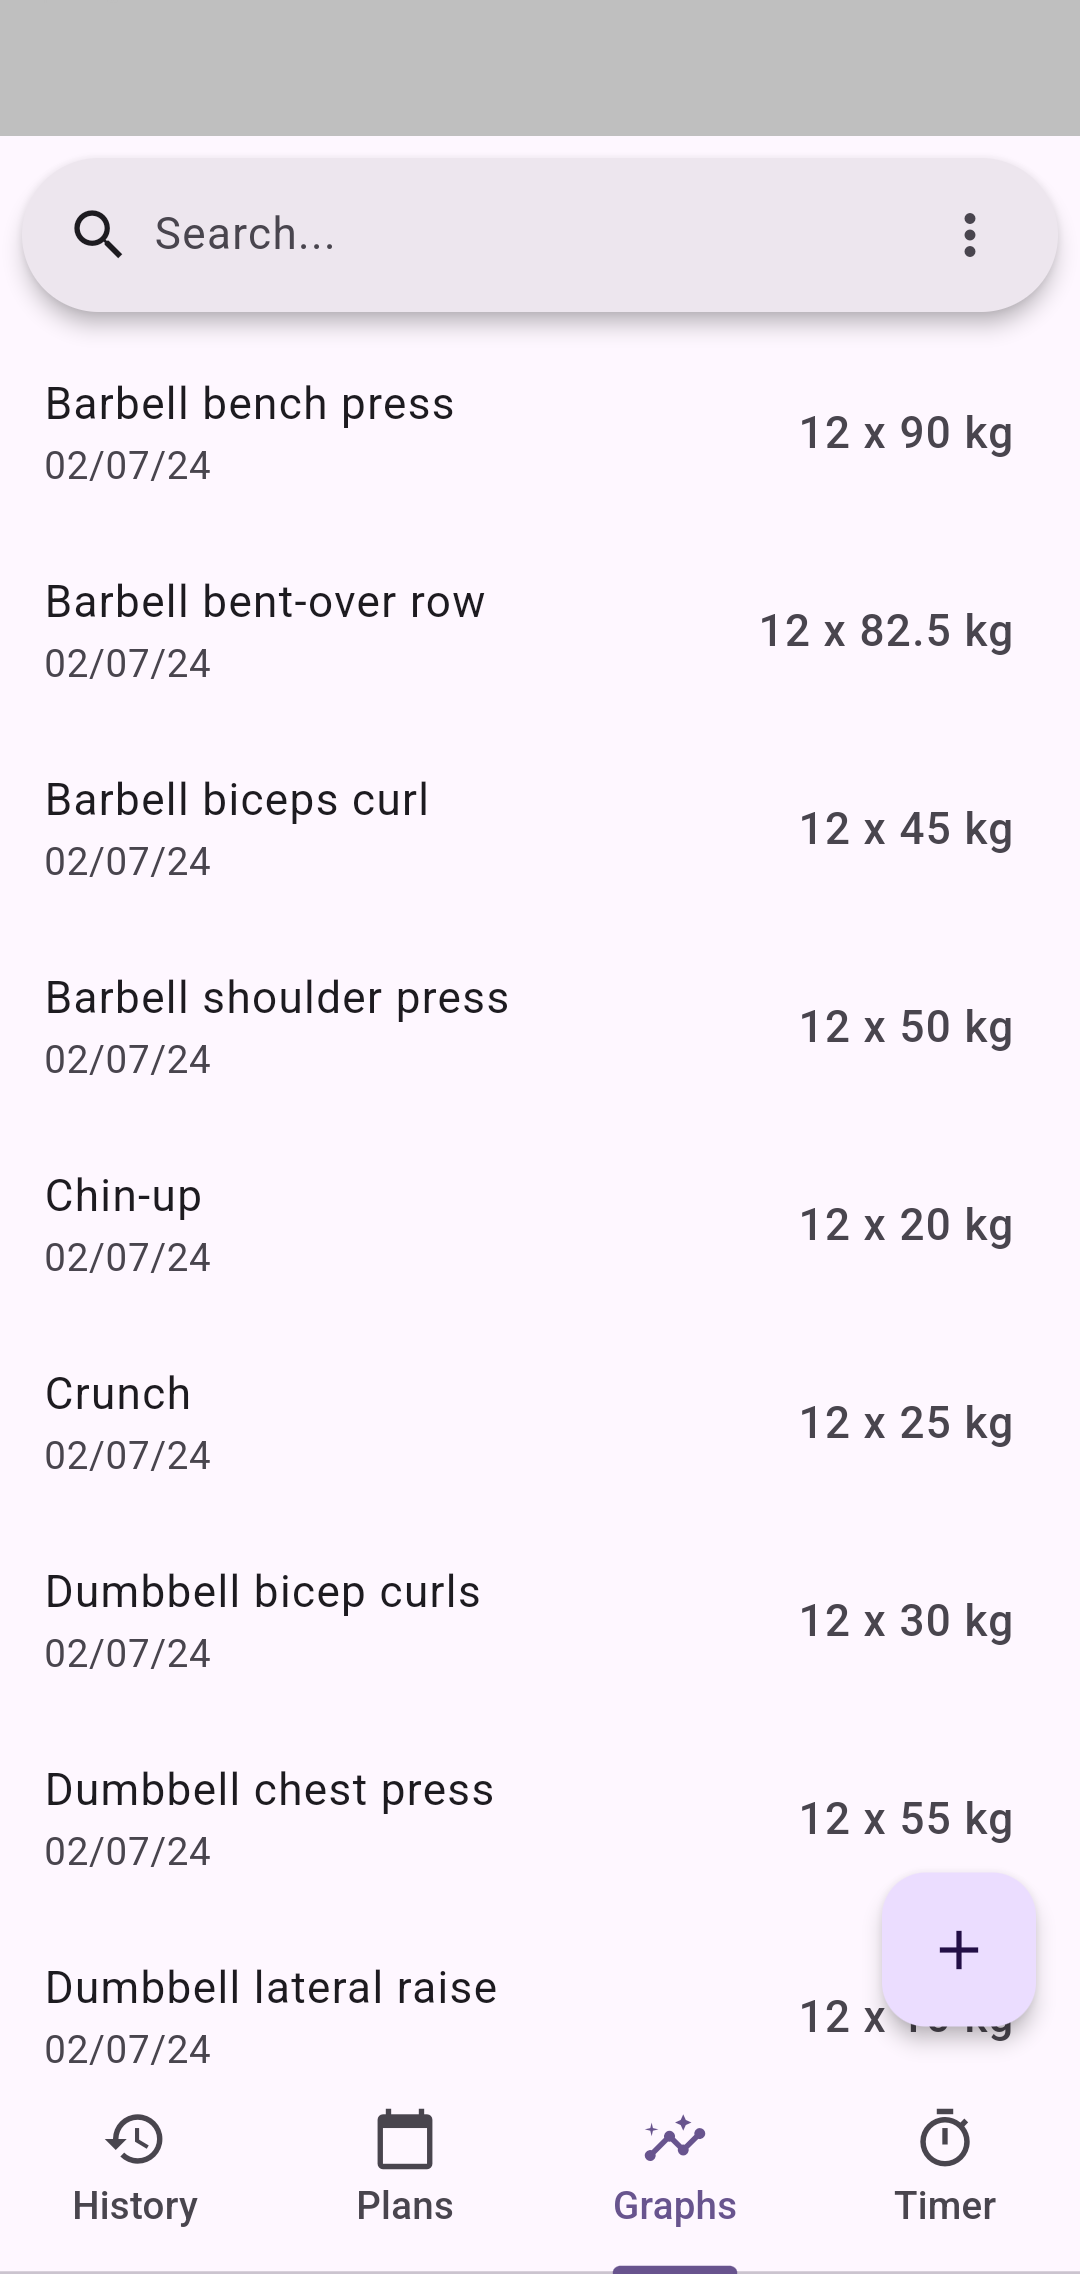 Search...
Barbell bench press
02/07/24
12 x 90 kg
Barbell bent-over row
02/07/24
12 x 82.5 kg
Barbell biceps curl
02/07/24
12 x 45 kg
Barbell shoulder press
02/07/24
12 x 50 kg
Chin-up
02/07/24
12 x 20 kg
Crunch
02/07/24
12 x 25 kg
Dumbbell bicep curls
02/07/24
12 x 30 kg
Dumbbell chest press
02/07/24
12 x 55 kg
Dumbbell lateral raise
02/07/24
12 x kg
History
Plans
Graphs
Timer